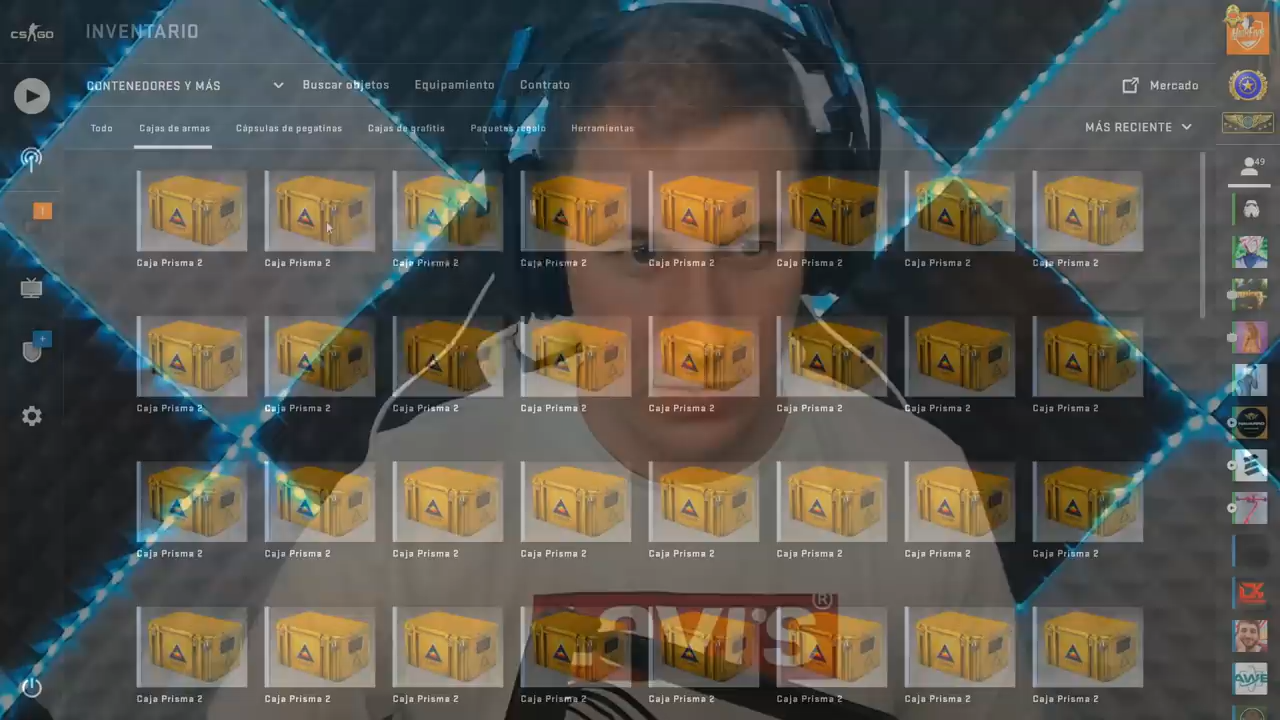 CS GO INVENTARIO
CONTENEDORES Y MÁS Buscar objetos Equipamiento Contrato Mercado
Todo Cajas de armas Cápsulas de pegatinas Cajas de grafitis Paquetes regalo Herramientas MÁS RECIENTE
49
Caja Prisma 2 Caja Prisma 2 Caja Prisma 2 Caja Prisma 2 Caja Prisma 2 Caja Prisma 2 Caja Prisma 2 Caja Prisma 2
Caja Prisma 2 Caja Prisma 2 Caja Prisma 2 Caja Prisma 2 Caja Prisma 2 Caja Prisma 2 Caja Prisma 2 Caja Prisma 2
Caja Prisma 2 Caja Prisma 2 Caja Prisma 2 Caja Prisma 2 Caja Prisma 2 Caja Prisma 2 Caja Prisma 2 Caja Prisma 2
AVIS®
Caja Prisma 2 Caja Prisma 2 Caja Prisma 2 Caja Prisma 2 Caja Prisma 2 Caja Prisma 2 Caja Prisma 2 Caja Prisma 2